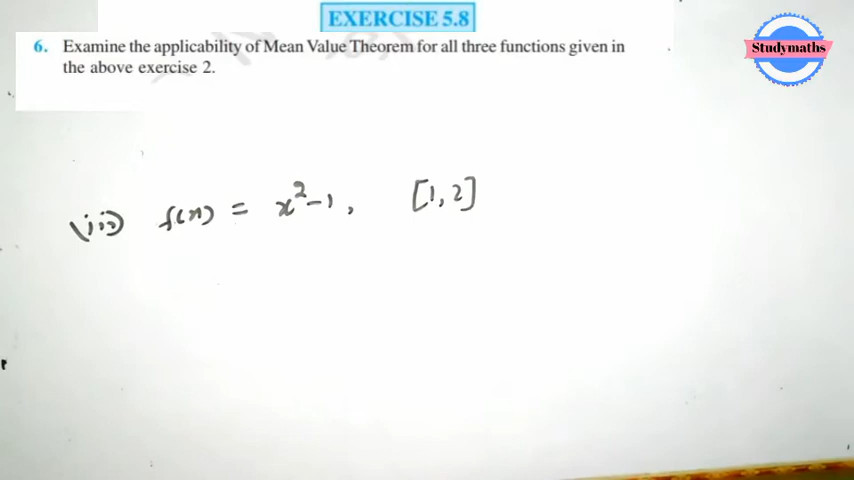 EXERCISE 5.8
6. Examine the applicability of Mean Value Theorem for all three functions given in
the above exercise 2.
Studymaths
(iii) f(x) = x²-1, [1,2]